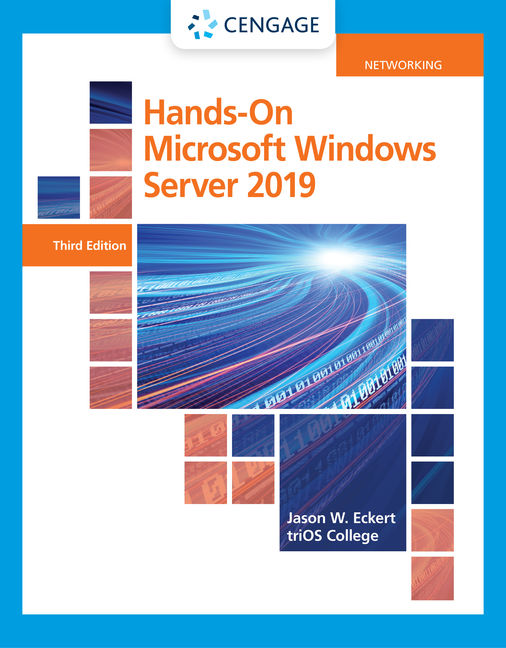 CENGAGE
NETWORKING
Hands-On
Microsoft Windows
Server 2019
Third Edition
Jason W. Eckert
triOS College